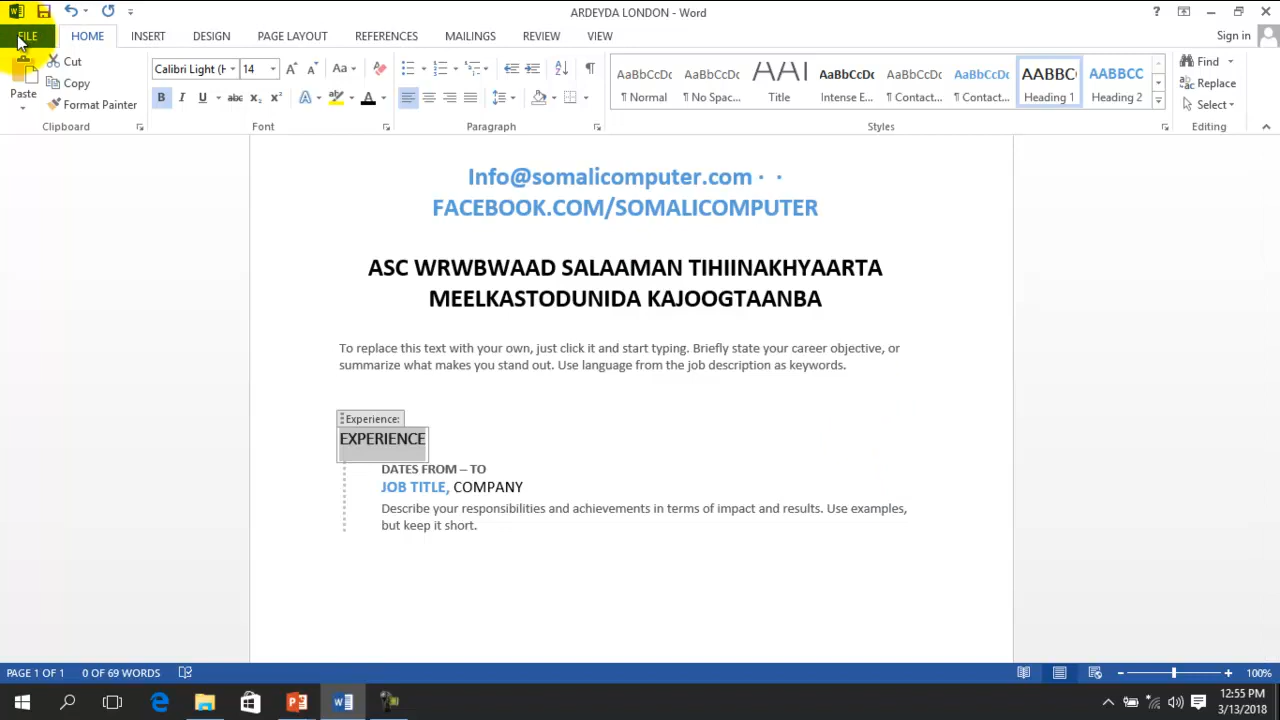 ARDEYDA LONDON - Word
FILE
HOME
INSERT
DESIGN
PAGE LAYOUT
REFERENCES
MAILINGS
REVIEW
VIEW
Sign in
Paste
Cut
Copy
Format Painter
Clipboard
Calibri Light (H
14
Font
Paragraph
AaBbCcDc
¶ Normal
AaBbCcDc
¶ No Spac...
AAI
Title
AaBbCcDc
Intense E...
AaBbCcDc
¶ Contact...
AaBbCcDc
¶ Contact...
AABBC
Heading 1
AABBCC
Heading 2
Styles
Find
Replace
Select
Editing
Info@somalicomputer.com · ·
FACEBOOK.COM/SOMALICOMPUTER
ASC WRWBWAAD SALAAMAN TIHIINAKHYAARTA
MEELKASTODUNIDA KAJOOGTAANBA
To replace this text with your own, just click it and start typing. Briefly state your career objective, or
summarize what makes you stand out. Use language from the job description as keywords.
Experience:
EXPERIENCE
DATES FROM – TO
JOB TITLE, COMPANY
Describe your responsibilities and achievements in terms of impact and results. Use examples,
but keep it short.
PAGE 1 OF 1
0 OF 69 WORDS
100%
12:55 PM
3/13/2018